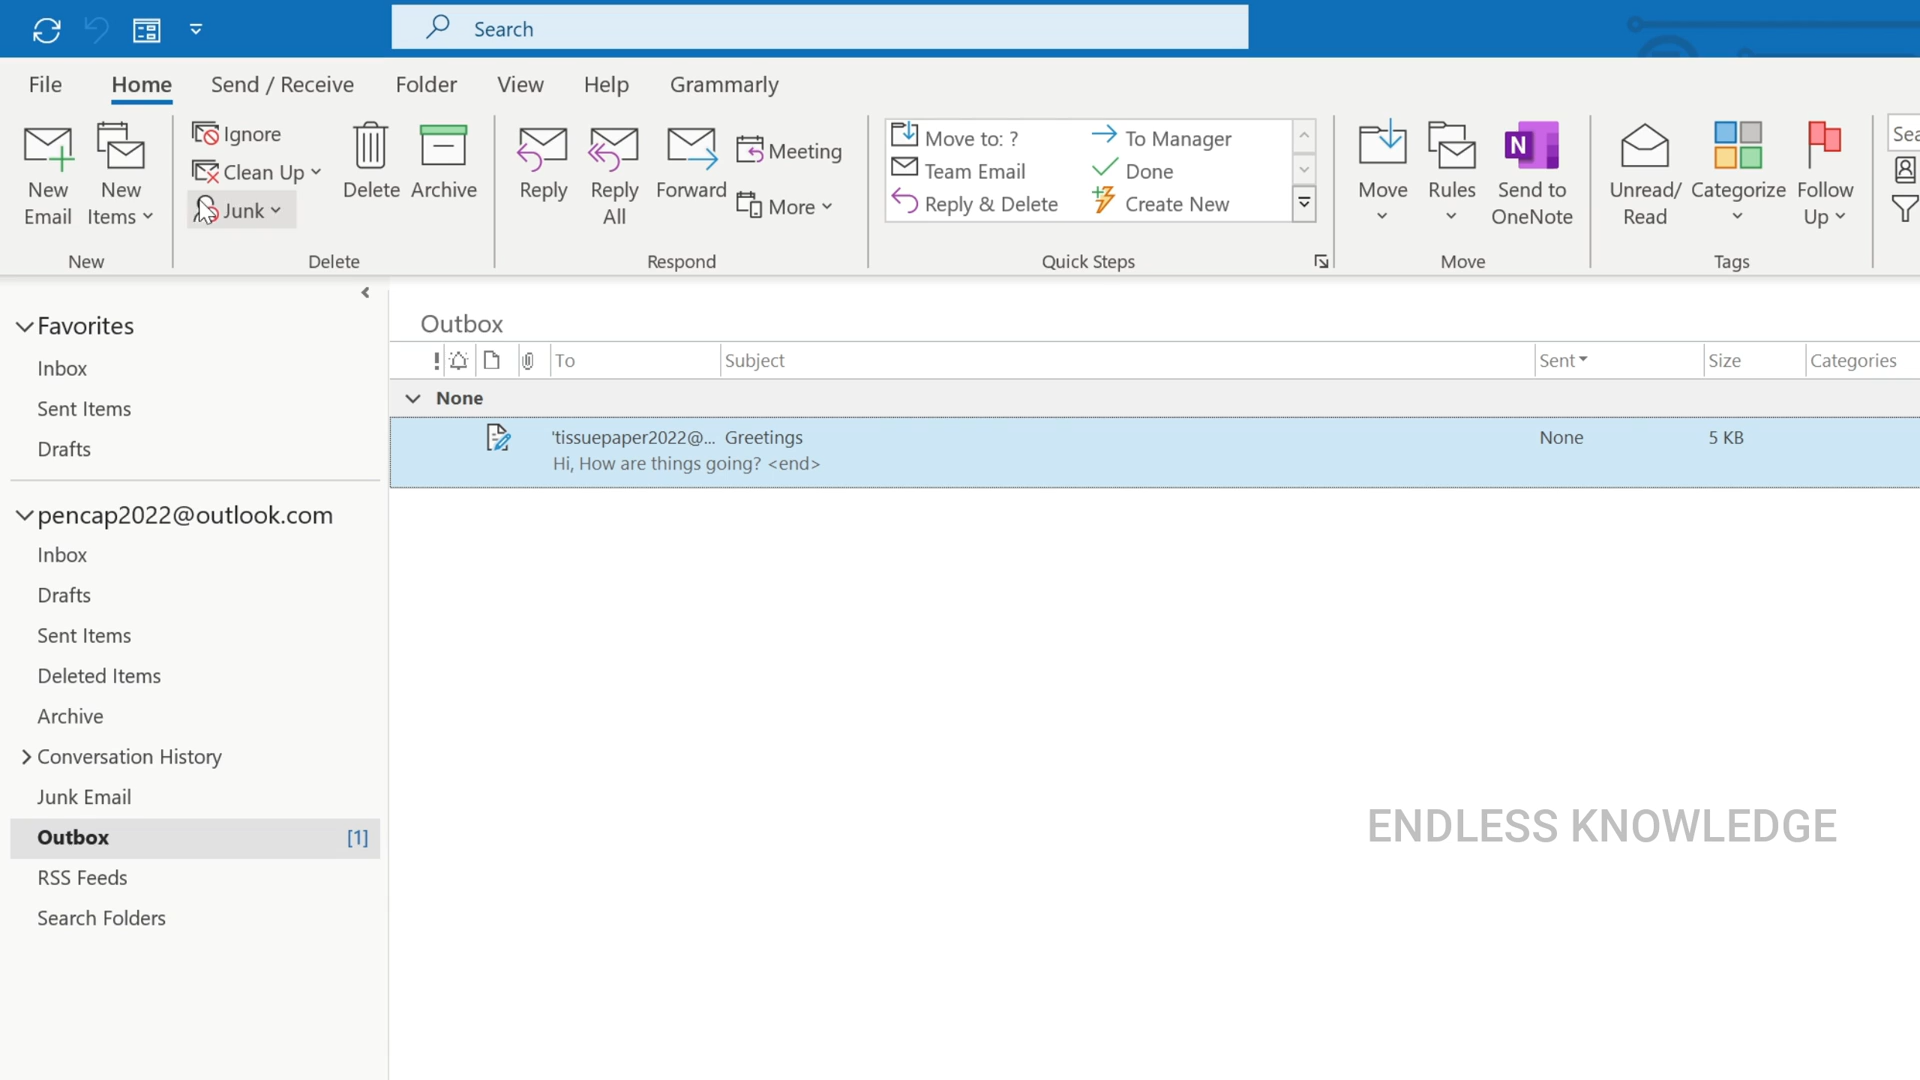 Search
File Home Send / Receive Folder View Help Grammarly
New Email
New Items
Ignore
Clean Up
Junk
Delete
Archive
Reply
Reply All
Forward
Meeting
More
Move to: ?
Team Email
Reply & Delete
To Manager
Done
Create New
Move
Rules
N
Send to OneNote
Unread/ Read
Categorize
Follow Up
Sea
New Delete Respond Quick Steps Move Tags
Favorites
Inbox
Sent Items
Drafts
pencap2022@outlook.com
Inbox
Drafts
Sent Items
Deleted Items
Archive
Conversation History
Junk Email
Outbox [1]
RSS Feeds
Search Folders
Outbox
! To Subject Sent Size Categories
None
'tissuepaper2022@... Greetings None 5 KB
Hi, How are things going? <end>
ENDLESS KNOWLEDGE